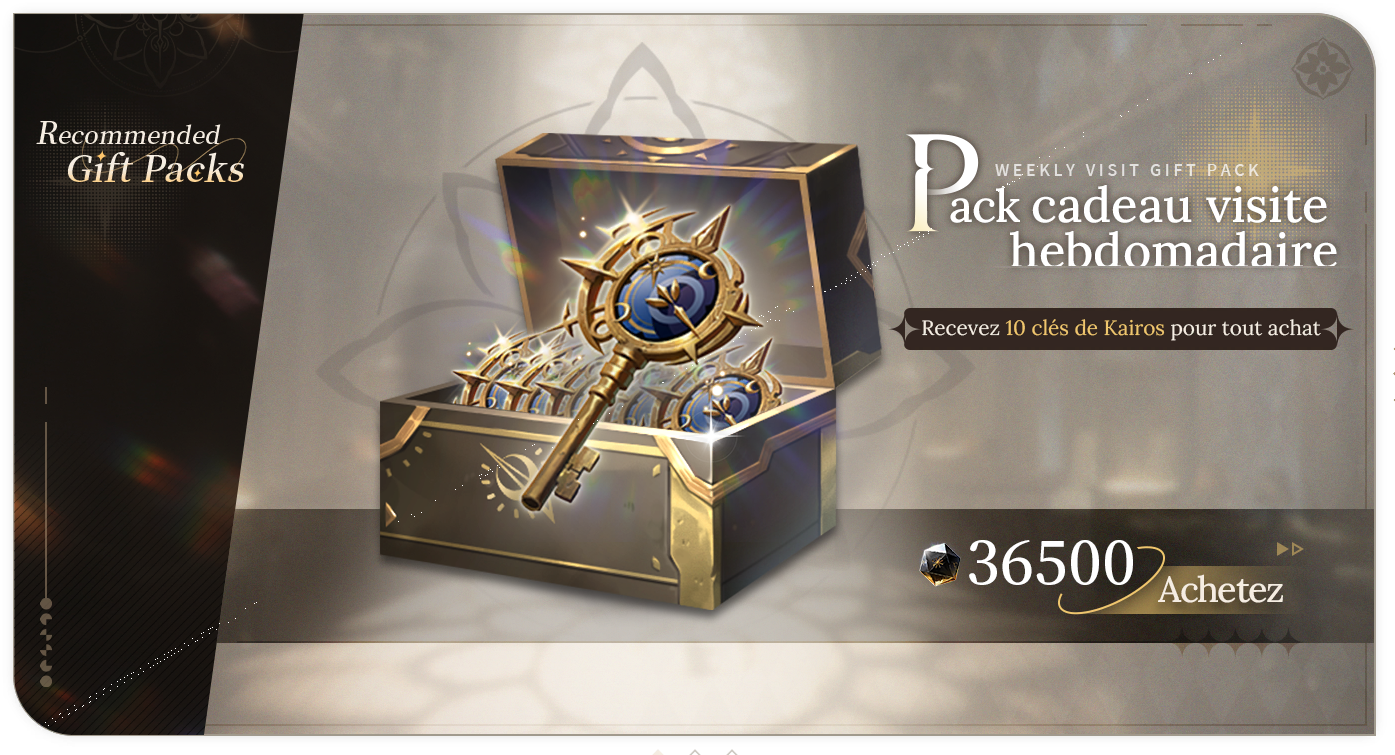 Recommended
Gift Packs
WEEKLY VISIT GIFT PACK
Pack cadeau visite
hebdomadaire
Recevez 10 clés de Kairos pour tout achat
36500
Achetez